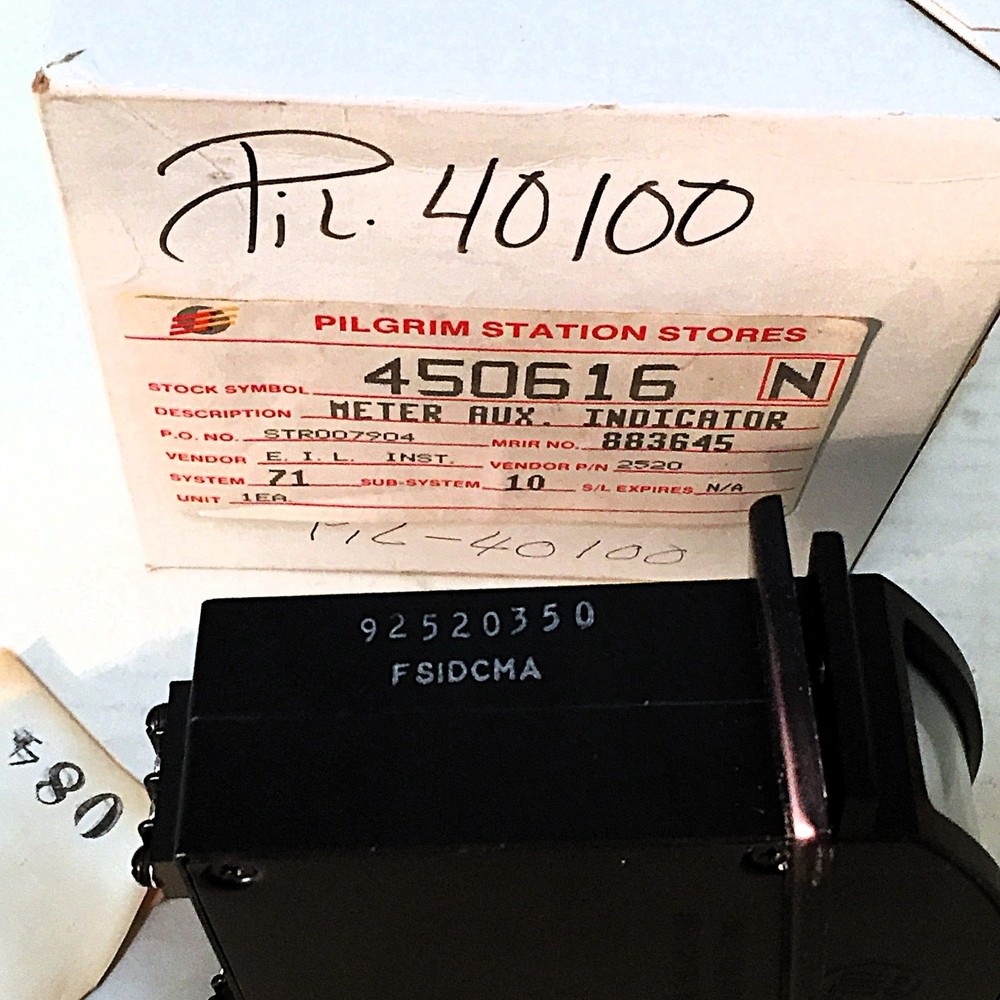 Pil. 40100
PILGRIM STATION STORES
STOCK SYMBOL 450616 N
DESCRIPTION METER AUX. INDICATOR
P.O. NO. STR007904 MRIR NO. 883645
VENDOR E. I. L. INST. VENDOR P/N 2520
SYSTEM 71 SUB-SYSTEM 10 S/L EXPIRES N/A
UNIT 1EA
PIL-40100
92520350
FSIDCMA
080